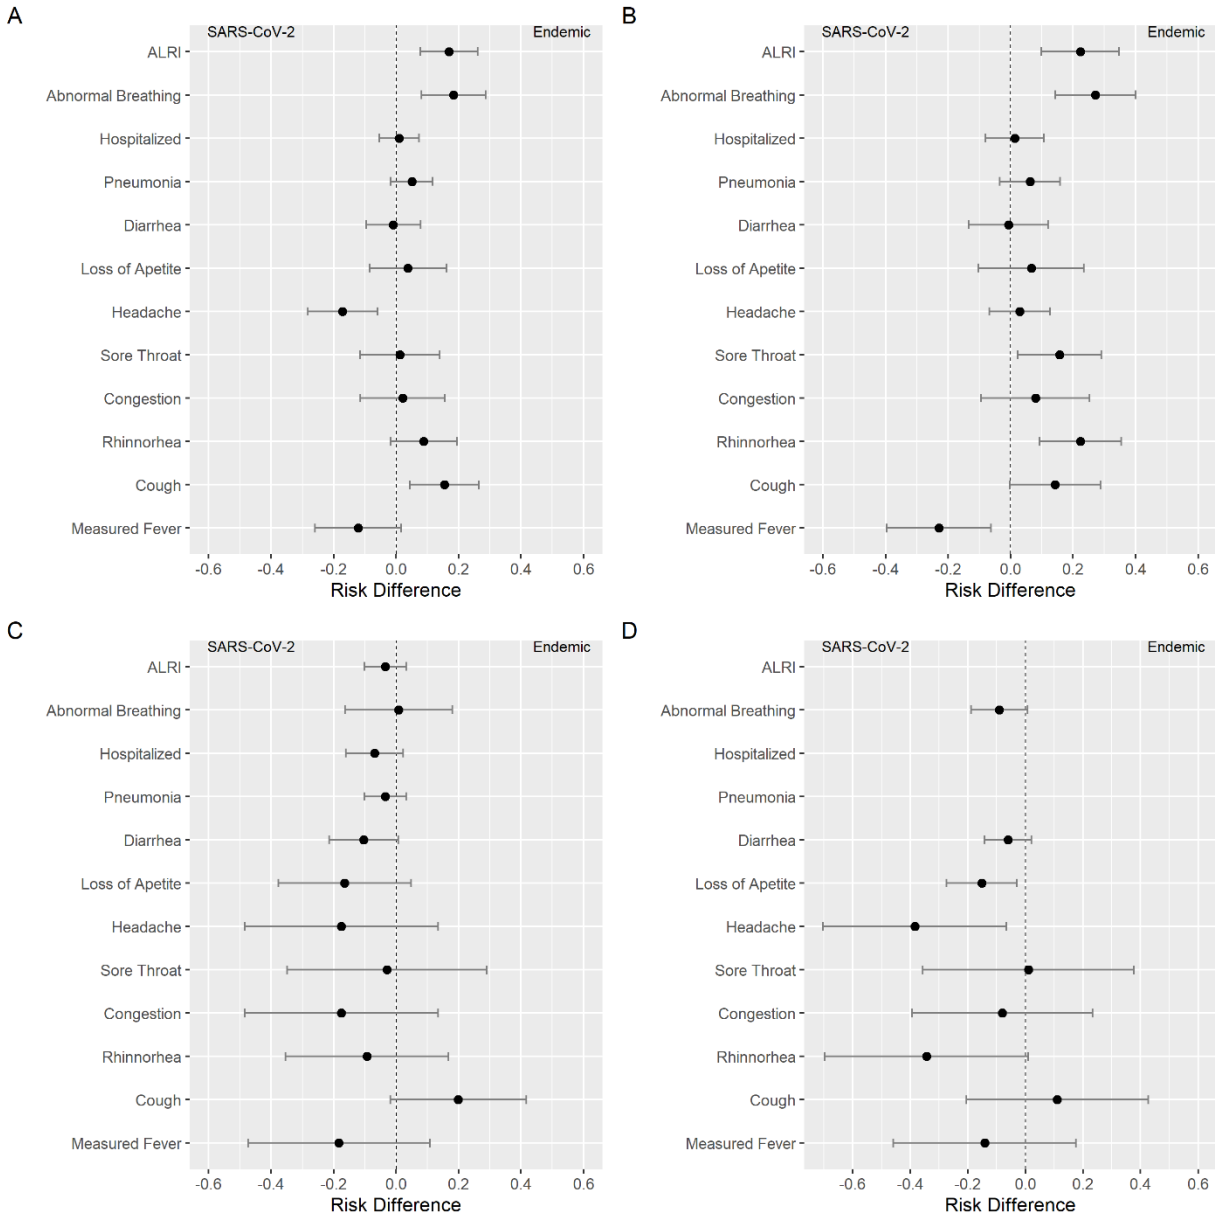 A
SARS-CoV-2 Endemic
ALRI
Abnormal Breathing
Hospitalized
Pneumonia
Diarrhea
Loss of Apetite
Headache
Sore Throat
Congestion
Rhinnorhea
Cough
Measured Fever
-0.6 -0.4 -0.2 0.0 0.2 0.4 0.6
Risk Difference
B
SARS-CoV-2 Endemic
ALRI
Abnormal Breathing
Hospitalized
Pneumonia
Diarrhea
Loss of Apetite
Headache
Sore Throat
Congestion
Rhinnorhea
Cough
Measured Fever
-0.6 -0.4 -0.2 0.0 0.2 0.4 0.6
Risk Difference
C
SARS-CoV-2 Endemic
ALRI
Abnormal Breathing
Hospitalized
Pneumonia
Diarrhea
Loss of Apetite
Headache
Sore Throat
Congestion
Rhinnorhea
Cough
Measured Fever
-0.6 -0.4 -0.2 0.0 0.2 0.4 0.6
Risk Difference
D
SARS-CoV-2 Endemic
ALRI
Abnormal Breathing
Hospitalized
Pneumonia
Diarrhea
Loss of Apetite
Headache
Sore Throat
Congestion
Rhinnorhea
Cough
Measured Fever
-0.6 -0.4 -0.2 0.0 0.2 0.4 0.6
Risk Difference